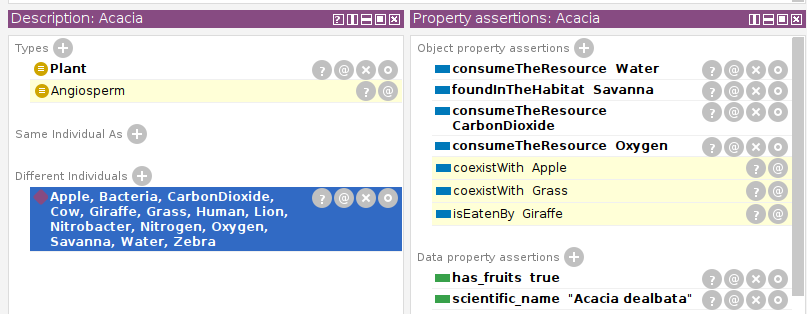 Description: Acacia
Types
Plant
Angiosperm
Same Individual As
Different Individuals
Apple, Bacteria, CarbonDioxide,
Cow, Giraffe, Grass, Human, Lion,
Nitrobacter, Nitrogen, Oxygen,
Savanna, Water, Zebra
Property assertions: Acacia
Object property assertions
consumeTheResource Water
foundInTheHabitat Savanna
consumeTheResource
CarbonDioxide
consumeTheResource Oxygen
coexistWith Apple
coexistWith Grass
isEatenBy Giraffe
Data property assertions
has_fruits true
scientific_name "Acacia dealbata"